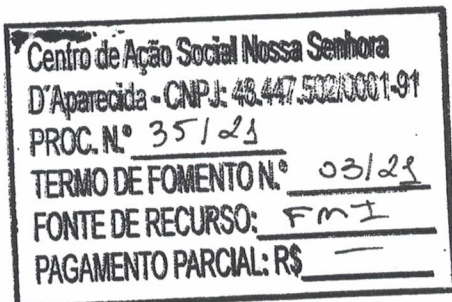 Centro de Ação Social Nossa Senhora
D'Aparecida - CNPJ: 48.447.502/0001-91
PROC. N.º 35/21
TERMO DE FOMENTO N.º 03/21
FONTE DE RECURSO: FMI
PAGAMENTO PARCIAL: R$ —